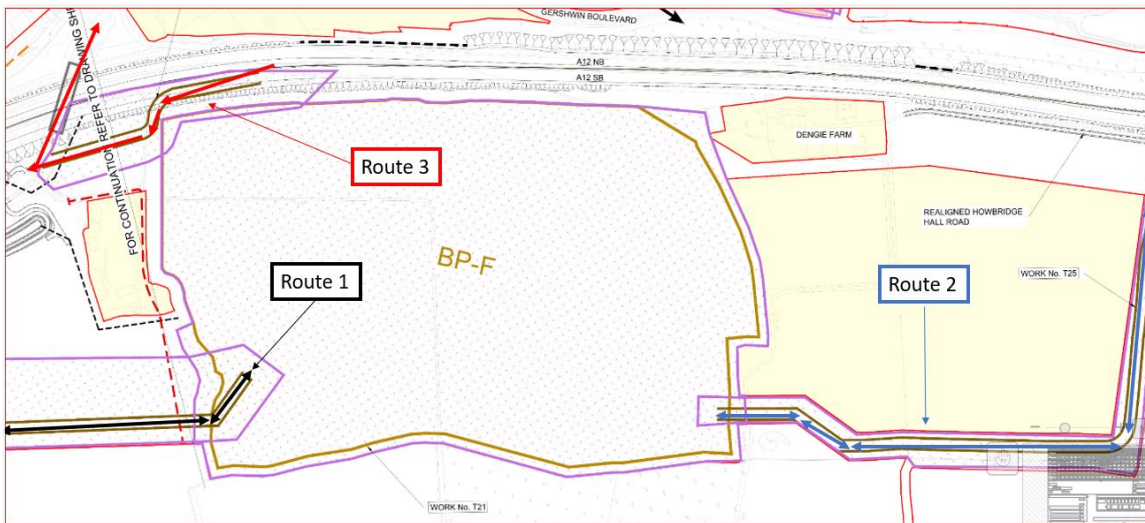 GERSHWIN BOULEVARD
A12 NB
A12 SB
FOR CONTINUATION REFER TO DRAWING SH
DENGIE FARM
Route 3
REALIGNED HOWBRIDGE
HALL ROAD
BP-F
Route 1
WORK No. T25
Route 2
WORK No. T21